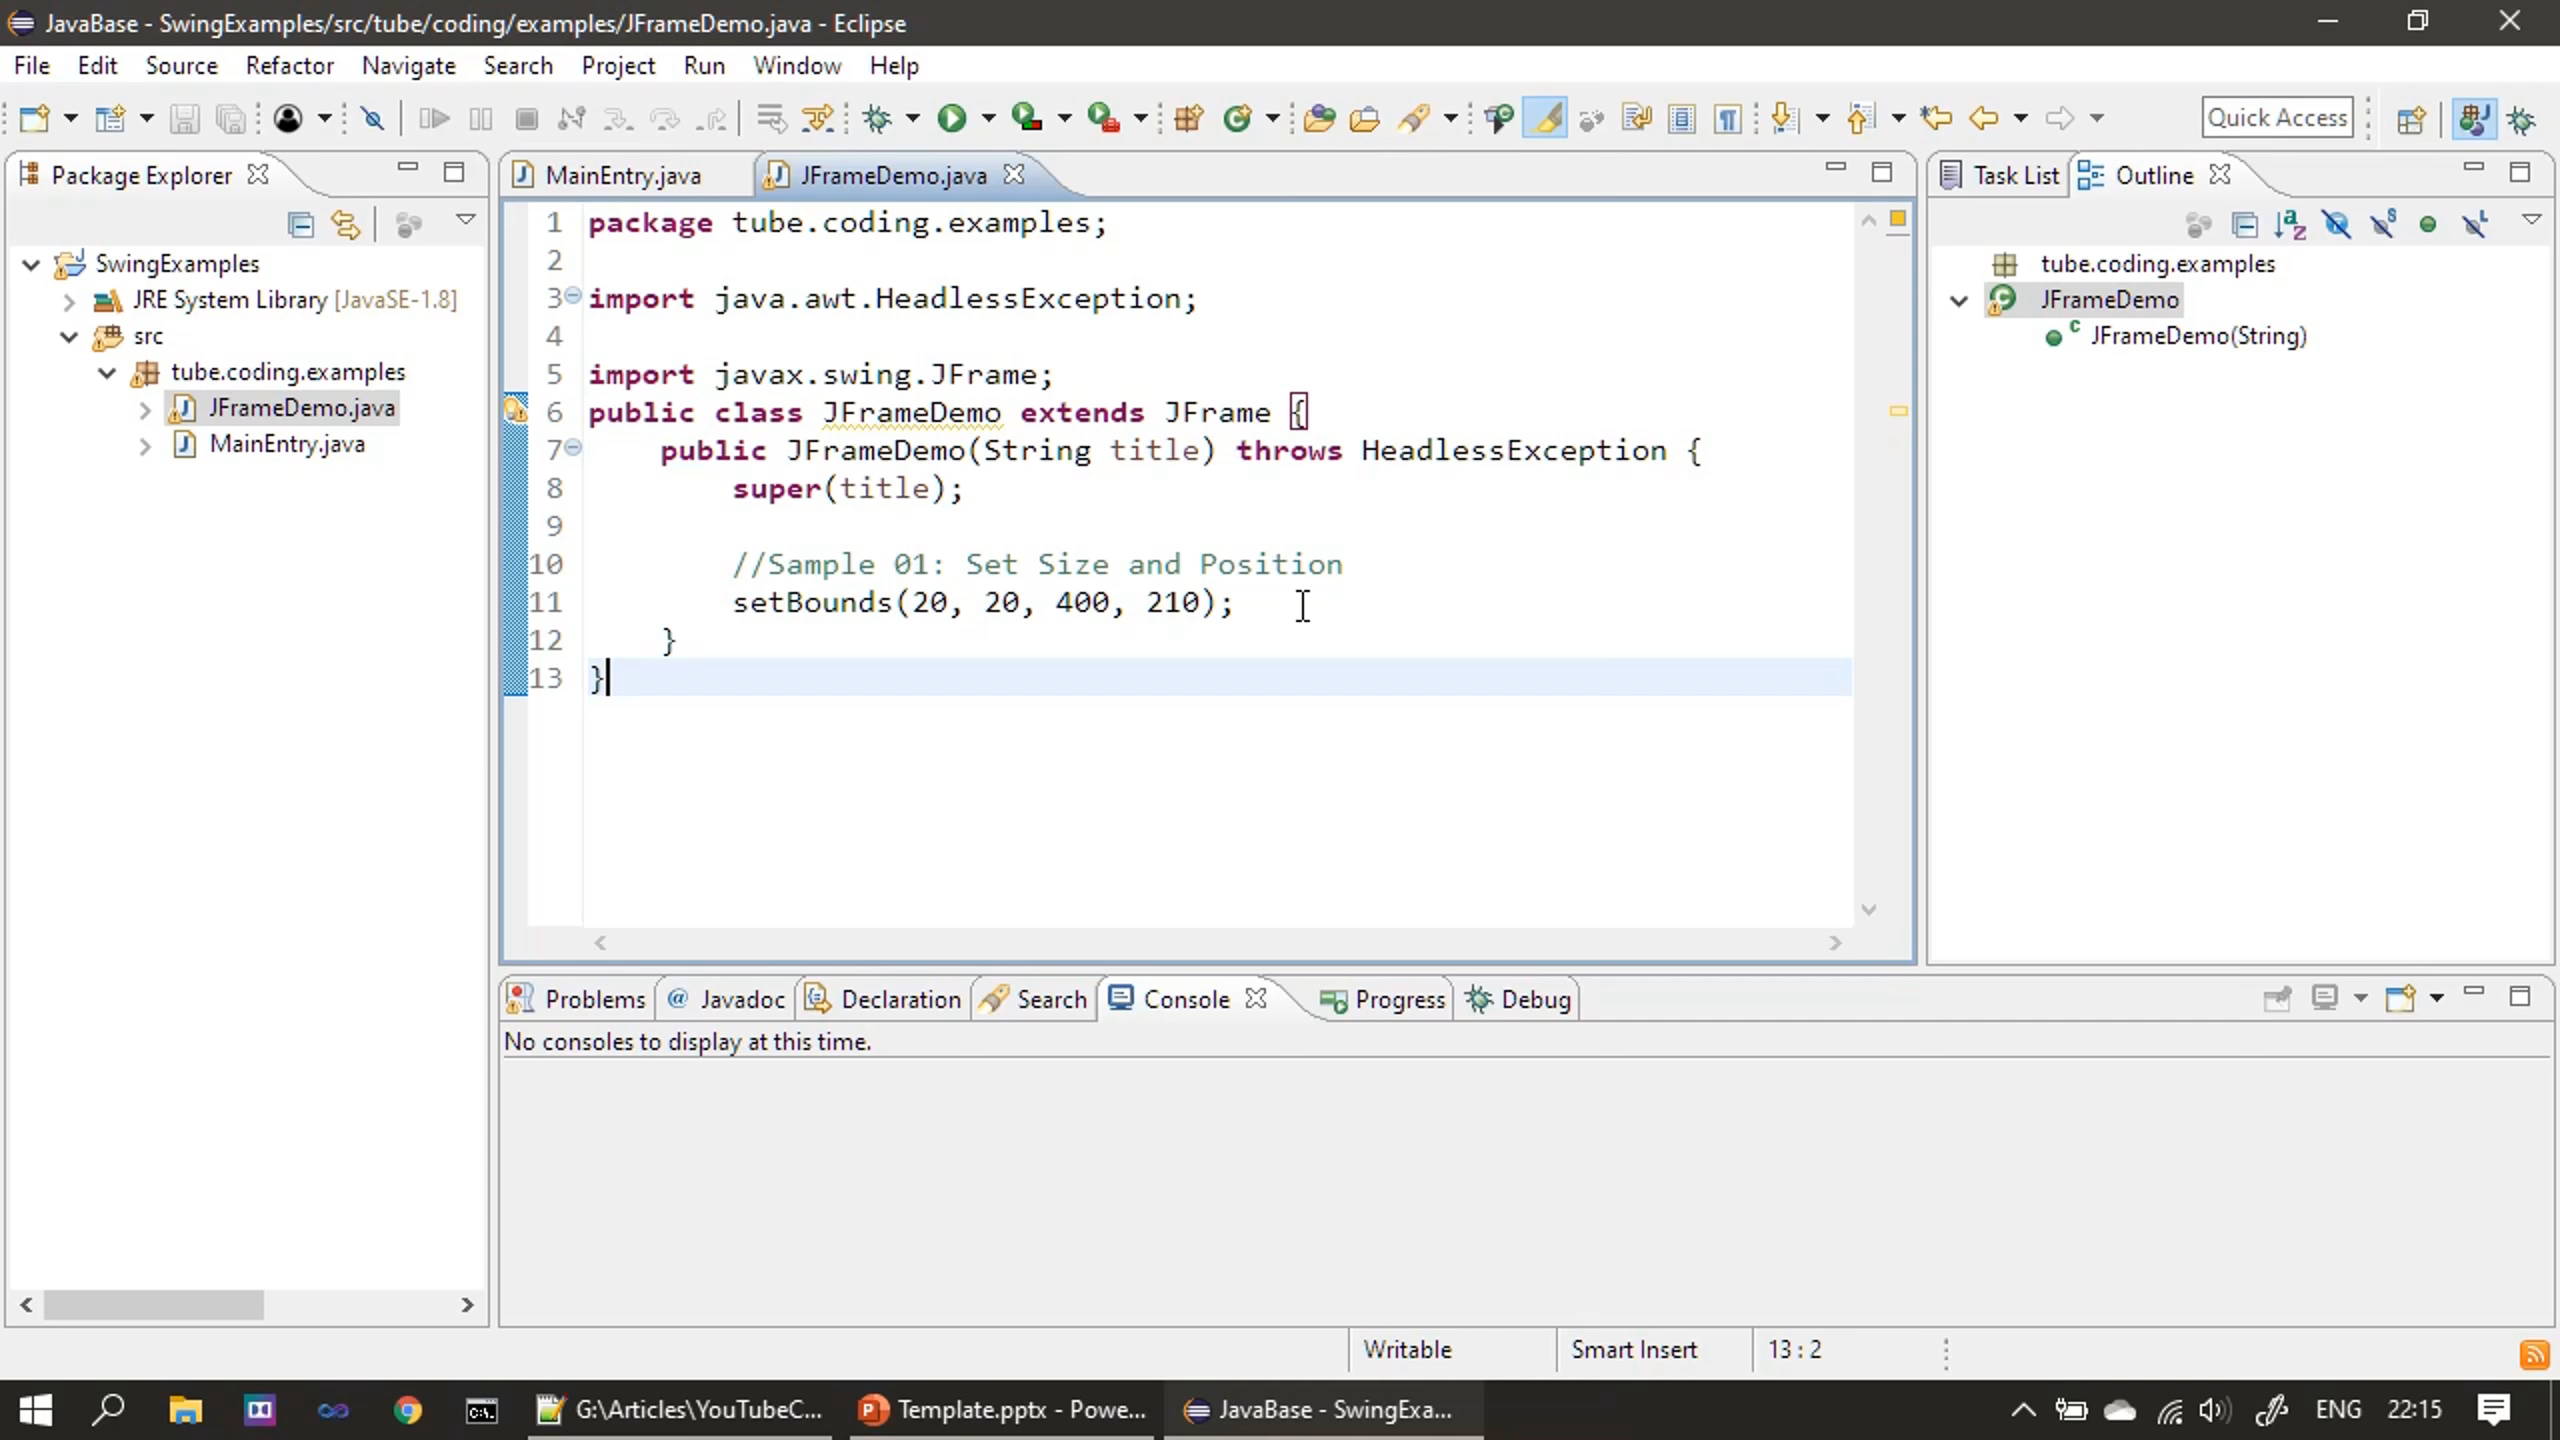 JavaBase - SwingExamples/src/tube/coding/examples/JFrameDemo.java - Eclipse
File Edit Source Refactor Navigate Search Project Run Window Help
Quick Access
Package Explorer
SwingExamples
JRE System Library [JavaSE-1.8]
src
tube.coding.examples
JFrameDemo.java
MainEntry.java
MainEntry.java JFrameDemo.java
1 package tube.coding.examples;
2
3 import java.awt.HeadlessException;
4
5 import javax.swing.JFrame;
6 public class JFrameDemo extends JFrame {
7 public JFrameDemo(String title) throws HeadlessException {
8 super(title);
9
10 //Sample 01: Set Size and Position
11 setBounds(20, 20, 400, 210);
12 }
13 }
Task List Outline
tube.coding.examples
JFrameDemo
JFrameDemo(String)
Problems @ Javadoc Declaration Search Console Progress Debug
No consoles to display at this time.
Writable Smart Insert 13 : 2
G:\Articles\YouTubeC... Template.pptx - Powe... JavaBase - SwingExa... ENG 22:15